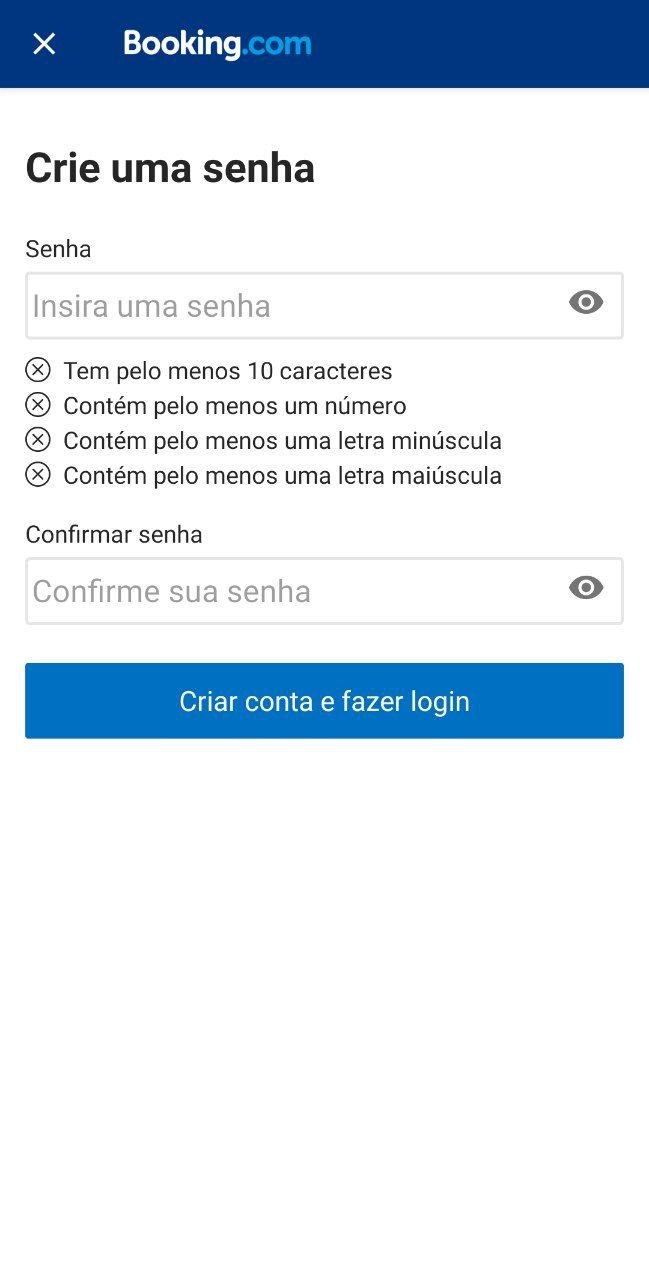 Booking.com
Crie uma senha
Senha
Insira uma senha
Tem pelo menos 10 caracteres
Contém pelo menos um número
Contém pelo menos uma letra minúscula
Contém pelo menos uma letra maiúscula
Confirmar senha
Confirme sua senha
Criar conta e fazer login